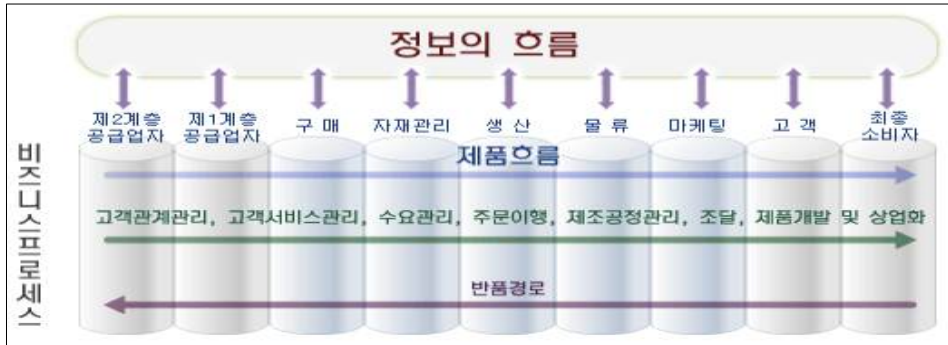 정보의 흐름
제2계층
공급업자
제1계층
공급업자
구 매
자재관리
생 산
물 류
마케팅
고 객
최종
소비자
비즈니스프로세스
제품흐름
고객관계관리, 고객서비스관리, 수요관리, 주문이행, 제조공정관리, 조달, 제품개발 및 상업화
반품경로